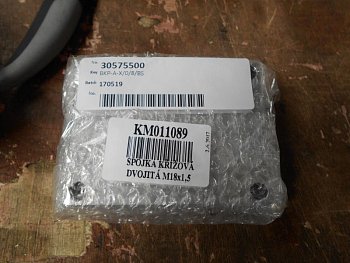 30575500
BKP-A-X/0/8/BS
170519
KM011089
SPOJKA KŘÍŽOVÁ
DVOJITÁ M18x1,5